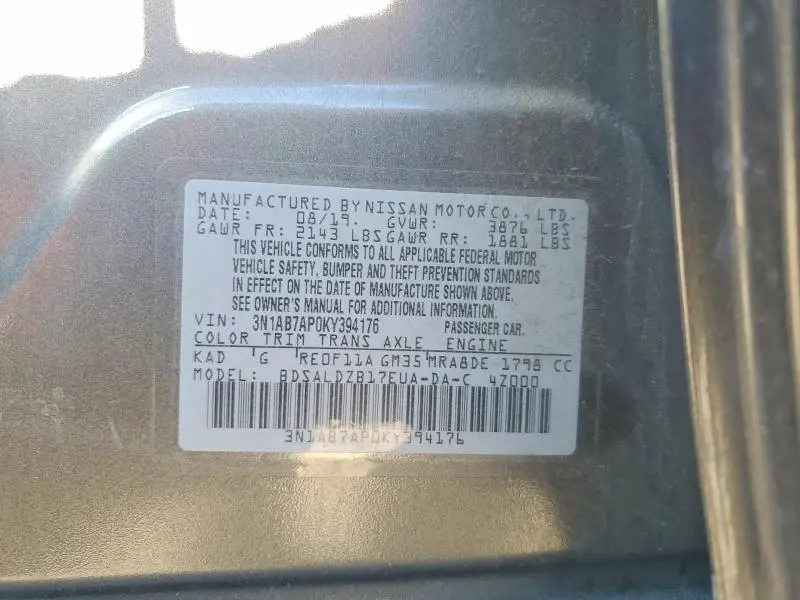 MANUFACTURED BY NISSAN MOTOR CO., LTD.
DATE: 08/19. GVWR: 3876 LBS
GAWR FR: 2143 LBS GAWR RR: 1881 LBS
THIS VEHICLE CONFORMS TO ALL APPLICABLE FEDERAL MOTOR
VEHICLE SAFETY, BUMPER AND THEFT PREVENTION STANDARDS
IN EFFECT ON THE DATE OF MANUFACTURE SHOWN ABOVE.
SEE OWNER'S MANUAL FOR ADDITIONAL INFORMATION.
VIN: 3N1AB7AP0KY394176 PASSENGER CAR.
COLOR TRIM TRANS AXLE ENGINE
KAD G RE0F11A GM35 MRA8DE 1798 CC
MODEL: BDSALDZB17EUA-DA-C 4Z000
3N1AB7AP0KY394176